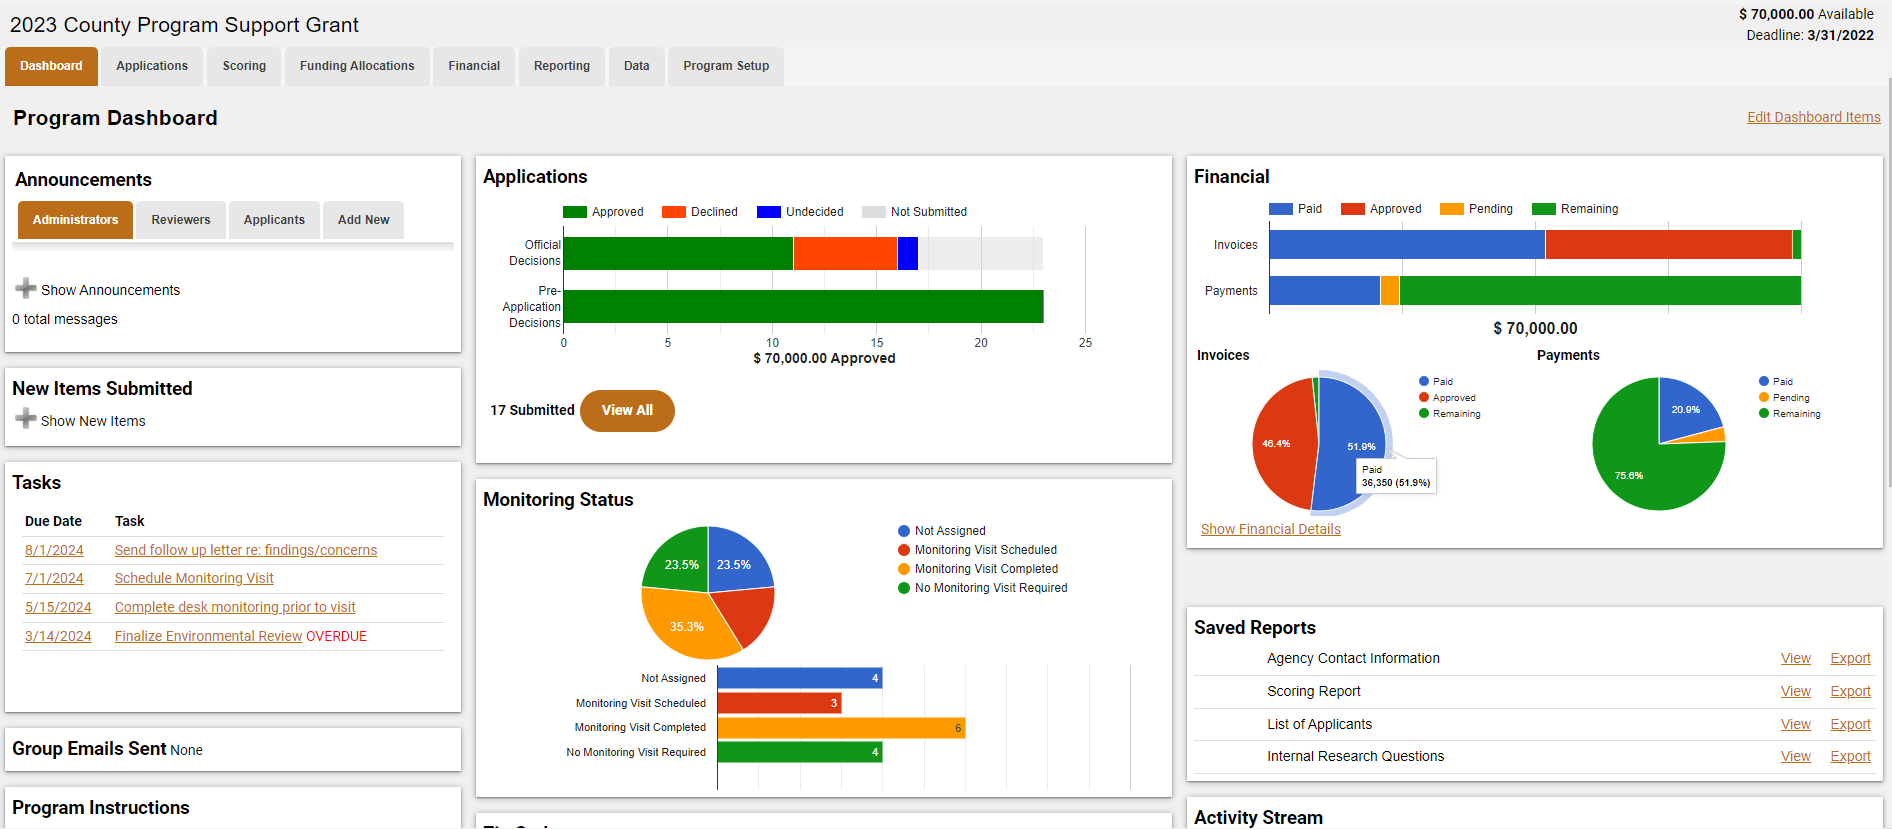 2023 County Program Support Grant
$ 70,000.00 Available
Deadline: 3/31/2022
Dashboard
Applications
Scoring
Funding Allocations
Financial
Reporting
Data
Program Setup
Program Dashboard
Edit Dashboard Items
Announcements
Administrators
Reviewers
Applicants
Add New
Show Announcements
0 total messages
New Items Submitted
Show New Items
Tasks
Due Date Task
8/1/2024 Send follow up letter re: findings/concerns
7/1/2024 Schedule Monitoring Visit
5/15/2024 Complete desk monitoring prior to visit
3/14/2024 Finalize Environmental Review OVERDUE
Group Emails Sent None
Program Instructions
Applications
Approved Declined Undecided Not Submitted
Official
Decisions
Pre-
Application
Decisions
0 5 10 15 20 25
$ 70,000.00 Approved
17 Submitted View All
Monitoring Status
23.5% 23.5%
35.3%
Not Assigned
Monitoring Visit Scheduled
Monitoring Visit Completed
No Monitoring Visit Required
Not Assigned 4
Monitoring Visit Scheduled 3
Monitoring Visit Completed 6
No Monitoring Visit Required 4
Financial
Paid Approved Pending Remaining
Invoices
Payments
$ 70,000.00
Invoices
46.4%
51.9%
Paid
36,350 (51.9%)
Paid
Approved
Remaining
Payments
20.9%
75.6%
Paid
Pending
Remaining
Show Financial Details
Saved Reports
Agency Contact Information View Export
Scoring Report View Export
List of Applicants View Export
Internal Research Questions View Export
Activity Stream